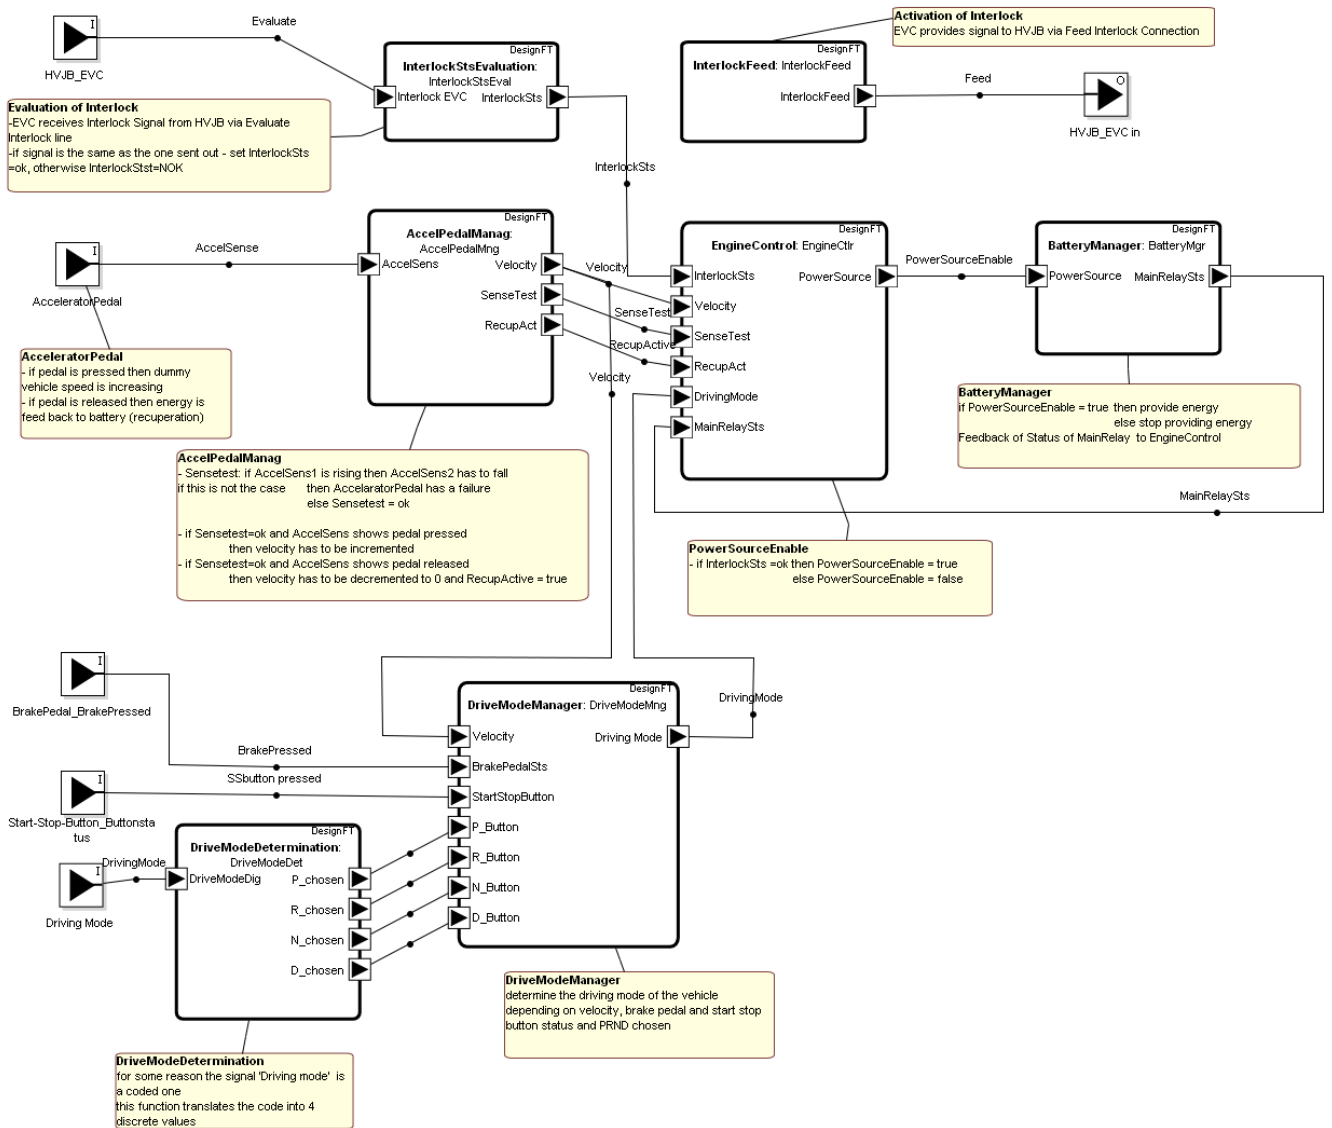 Evaluate
I
HVJB_EVC
DesignFT
InterlockStsEvaluation:
InterlockStsEval
Interlock EVC
InterlockSts
Evaluation of Interlock
-EVC receives Interlock Signal from HVJB via Evaluate
Interlock line
-if signal is the same as the one sent out - set InterlockSts
=ok, otherwise InterlockStst=NOK
Activation of Interlock
EVC provides signal to HVJB via Feed Interlock Connection
DesignFT
InterlockFeed: InterlockFeed
InterlockFeed
Feed
O
HVJB_EVC in
InterlockSts
I
AcceleratorPedal
AccelSense
DesignFT
AccelPedalManag:
AccelPedalMng
AccelSens
Velocity
SenseTest
RecupAct
Velocity
SenseTest
RecupActive
Velocity
DesignFT
EngineControl: EngineCtlr
InterlockSts
Velocity
SenseTest
RecupAct
DrivingMode
MainRelaySts
PowerSource
PowerSourceEnable
DesignFT
BatteryManager: BatteryMgr
PowerSource
MainRelaySts
AcceleratorPedal
- if pedal is pressed then dummy
vehicle speed is increasing
- if pedal is released then energy is
feed back to battery (recuperation)
BatteryManager
if PowerSourceEnable = true then provide energy
else stop providing energy
Feedback of Status of MainRelay to EngineControl
AccelPedalManag
- Sensetest: if AccelSens1 is rising then AccelSens2 has to fall
if this is not the case then AccelaratorPedal has a failure
else Sensetest = ok
- if Sensetest=ok and AccelSens shows pedal pressed
then velocity has to be incremented
- if Sensetest=ok and AccelSens shows pedal released
then velocity has to be decremented to 0 and RecupActive = true
MainRelaySts
PowerSourceEnable
- if InterlockSts =ok then PowerSourceEnable = true
else PowerSourceEnable = false
I
BrakePedal_BrakePressed
BrakePressed
I
Start-Stop-Button_Buttonsta
tus
SSbutton pressed
I
Driving Mode
DrivingMode
DesignFT
DriveModeDetermination:
DriveModeDet
DriveModeDig
P_chosen
R_chosen
N_chosen
D_chosen
DesignFT
DriveModeManager: DriveModeMng
Velocity
BrakePedalSts
StartStopButton
P_Button
R_Button
N_Button
D_Button
Driving Mode
DrivingMode
DriveModeManager
determine the driving mode of the vehicle
depending on velocity, brake pedal and start stop
button status and PRND chosen
DriveModeDetermination
for some reason the signal 'Driving mode' is
a coded one
this function translates the code into 4
discrete values